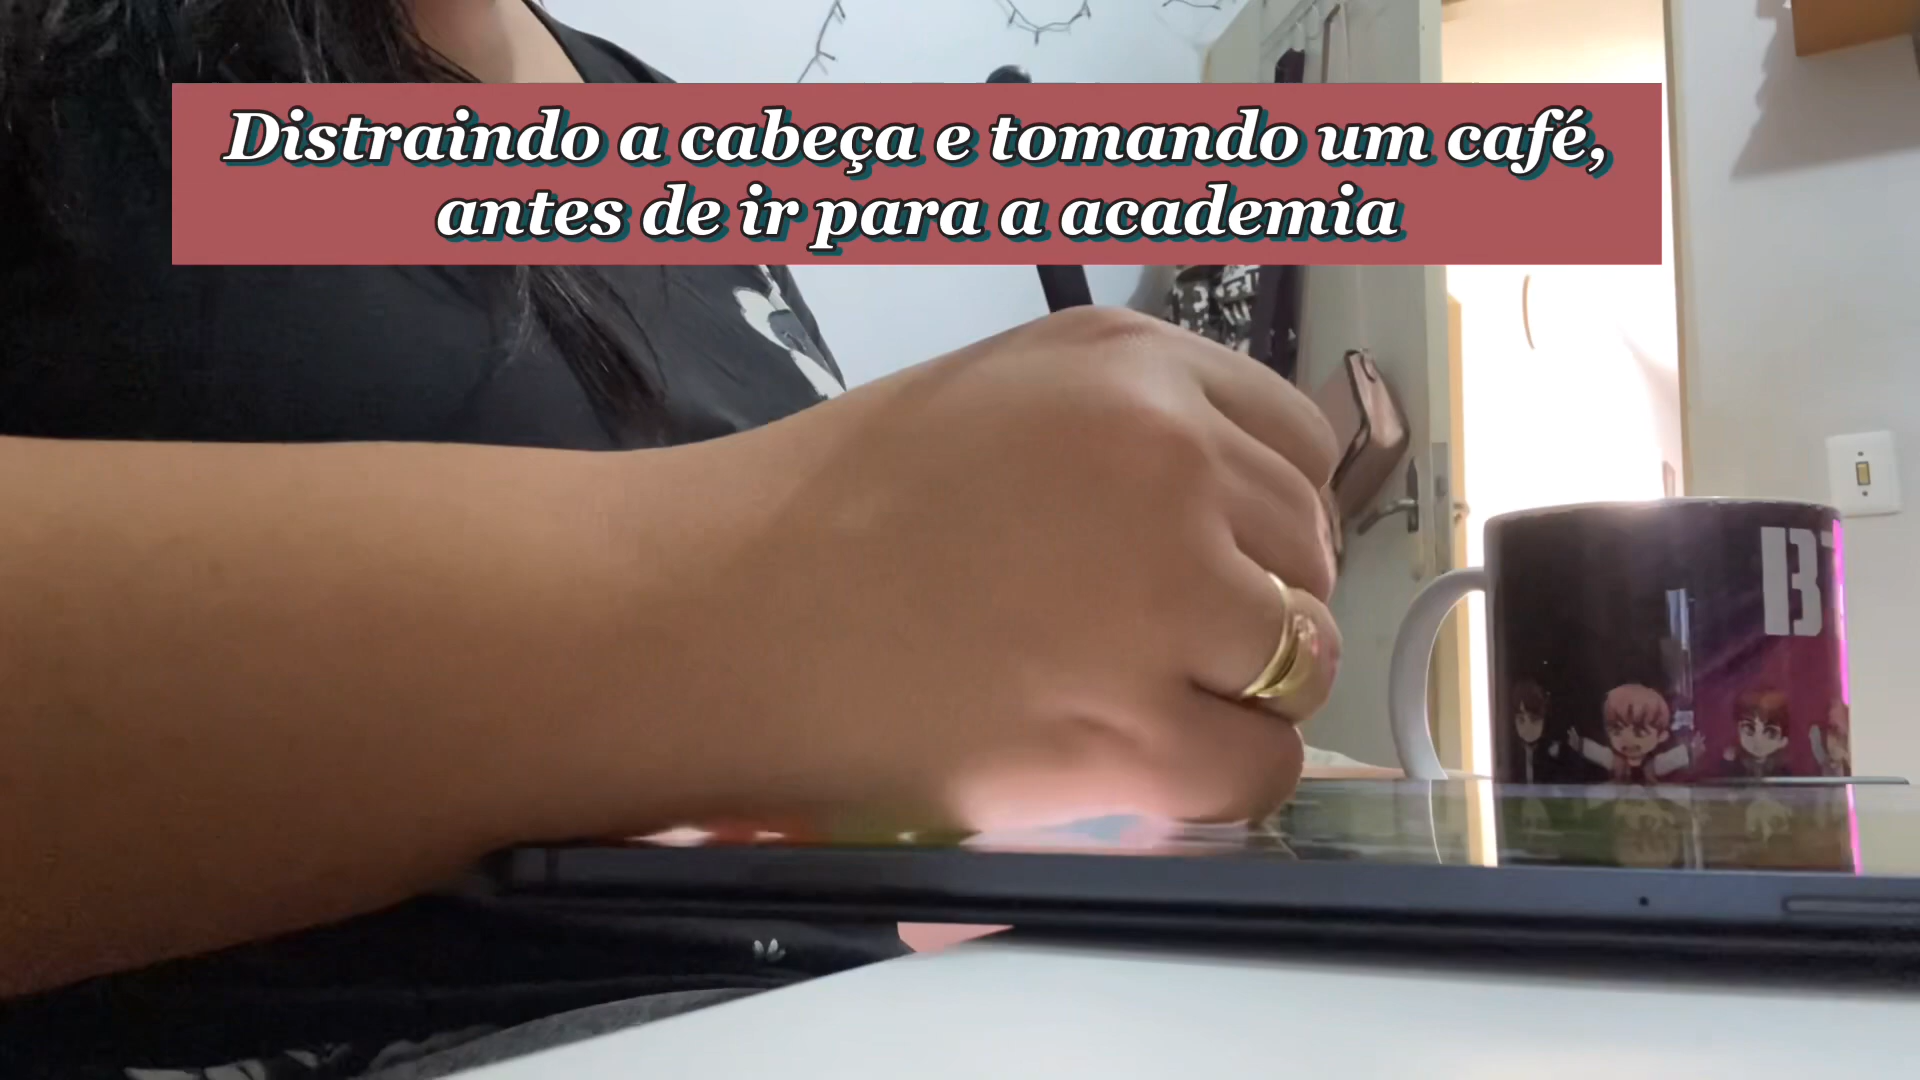 Distraindo a cabeça e tomando um café,
antes de ir para a academia
B